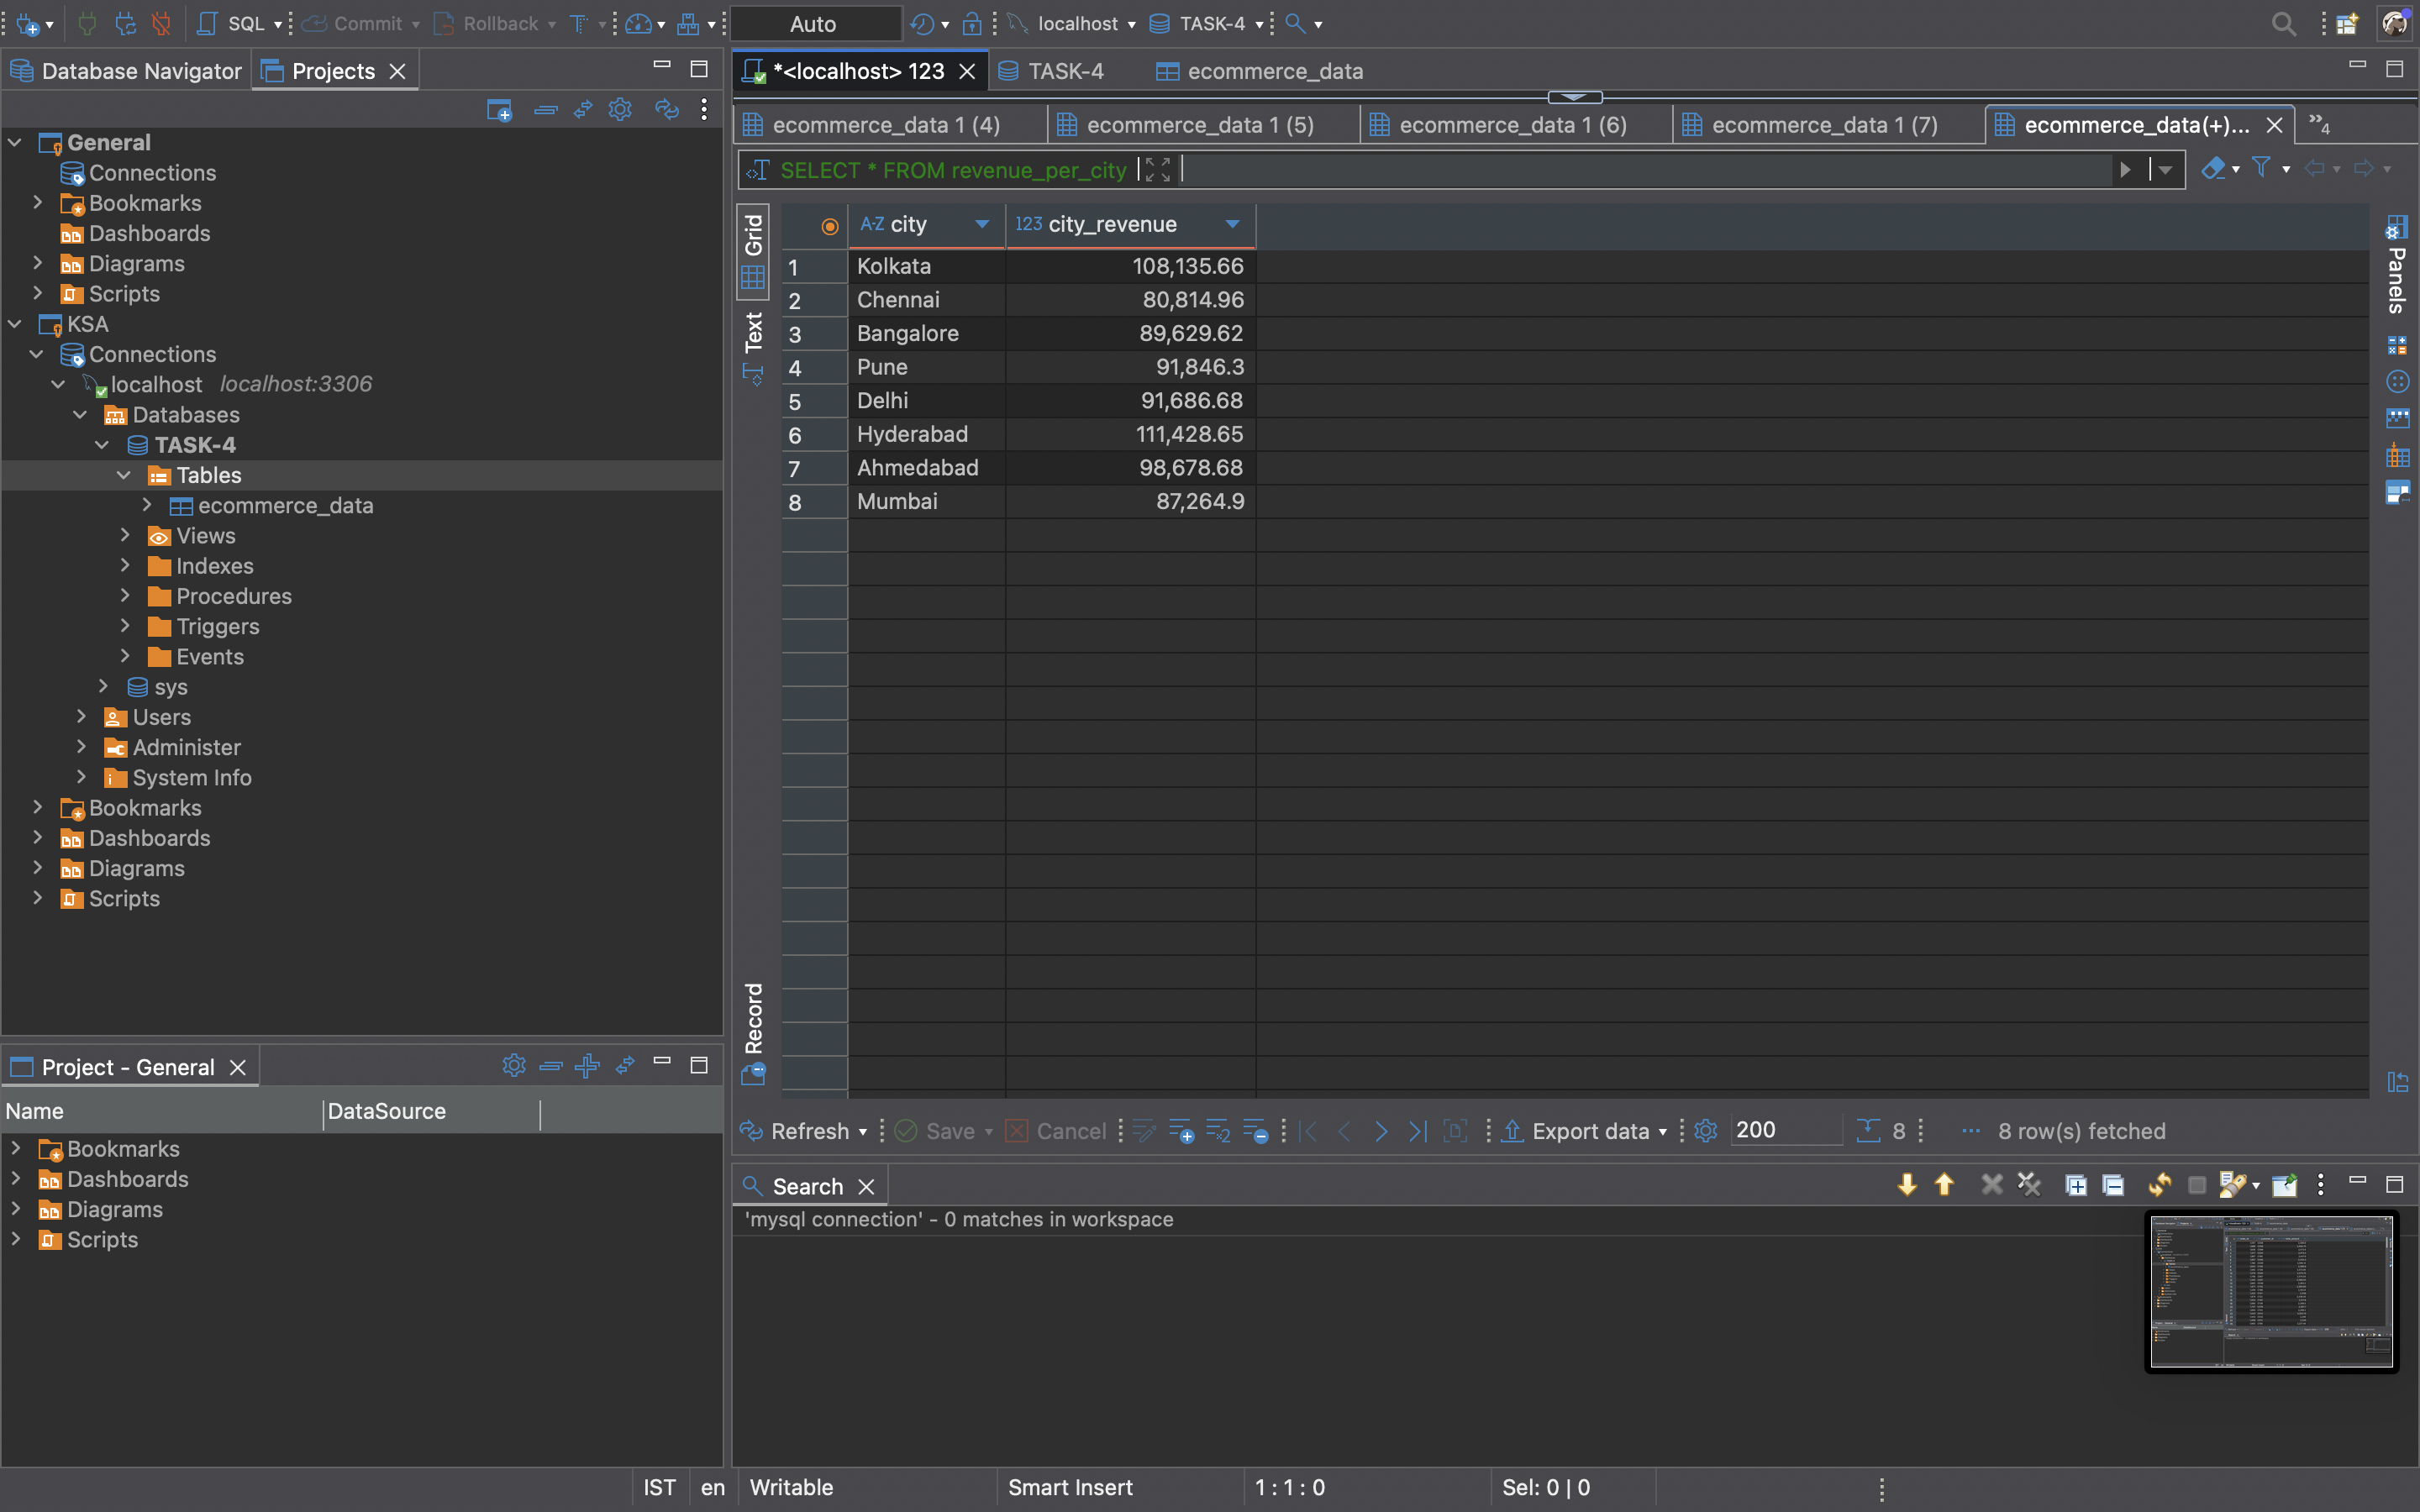 SQL Commit Rollback Auto localhost TASK-4
Database Navigator Projects
General
Connections
Bookmarks
Dashboards
Diagrams
Scripts
KSA
Connections
localhost localhost:3306
Databases
TASK-4
Tables
ecommerce_data
Views
Indexes
Procedures
Triggers
Events
sys
Users
Administer
System Info
Bookmarks
Dashboards
Diagrams
Scripts
Project - General
Name DataSource
Bookmarks
Dashboards
Diagrams
Scripts
*<localhost> 123 TASK-4 ecommerce_data
ecommerce_data 1 (4) ecommerce_data 1 (5) ecommerce_data 1 (6) ecommerce_data 1 (7) ecommerce_data(+)... »4
SELECT * FROM revenue_per_city
Grid
Text
Record
Panels
A-Z city 123 city_revenue
1 Kolkata 108,135.66
2 Chennai 80,814.96
3 Bangalore 89,629.62
4 Pune 91,846.3
5 Delhi 91,686.68
6 Hyderabad 111,428.65
7 Ahmedabad 98,678.68
8 Mumbai 87,264.9
Refresh Save Cancel Export data 200 8 ... 8 row(s) fetched
Search
'mysql connection' - 0 matches in workspace
IST en Writable Smart Insert 1 : 1 : 0 Sel: 0 | 0